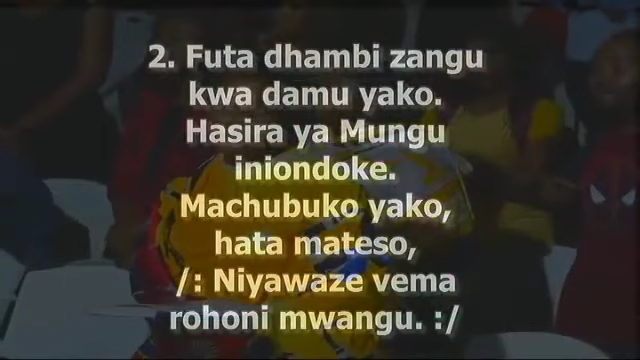 2. Futa dhambi zangu
kwa damu yako.
Hasira ya Mungu
iniondoke.
Machubuko yako,
hata mateso,
/: Niyawaze vema
rohoni mwangu. :/